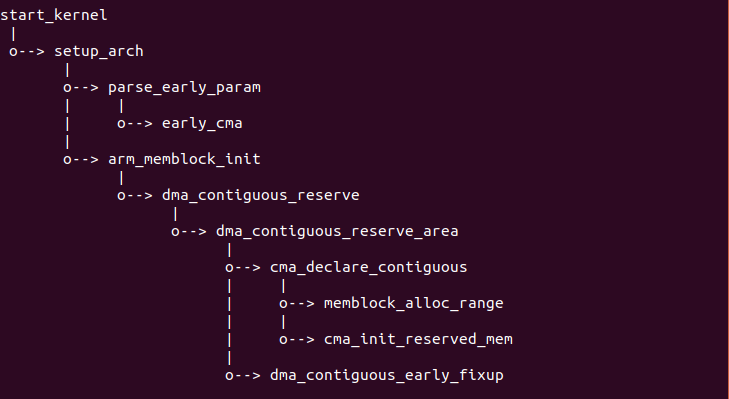 start_kernel
 |
 o--> setup_arch
       |
       o--> parse_early_param
       |     |
       |     o--> early_cma
       |
       o--> arm_memblock_init
             |
             o--> dma_contiguous_reserve
                   |
                   o--> dma_contiguous_reserve_area
                         |
                         o--> cma_declare_contiguous
                         |     |
                         |     o--> memblock_alloc_range
                         |     |
                         |     o--> cma_init_reserved_mem
                         |
                         o--> dma_contiguous_early_fixup